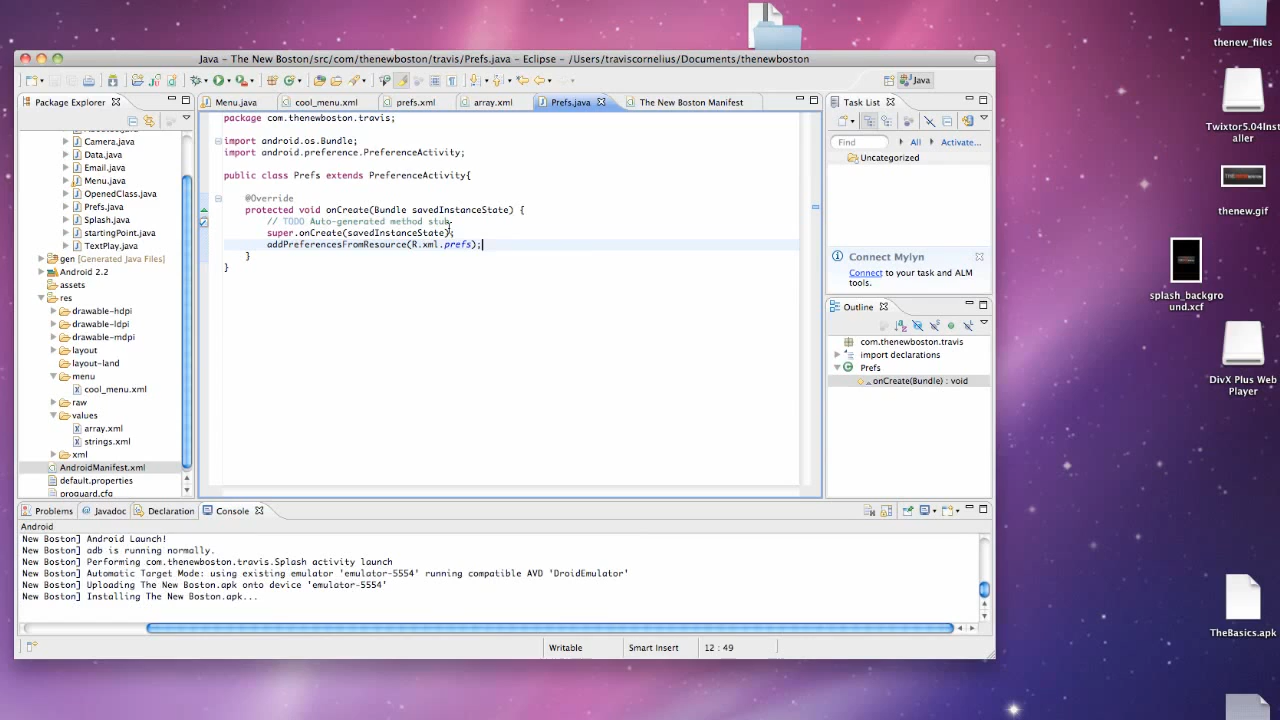 thenew_files
Java - The New Boston/src/com/thenewboston/travis/Prefs.java - Eclipse - /Users/traviscornelius/Documents/thenewboston
Java
Package Explorer
Menu.java
cool_menu.xml
prefs.xml
array.xml
Prefs.java
The New Boston Manifest
Task List
Find
All
Activate...
Uncategorized
Camera.java
Data.java
Email.java
Menu.java
OpenedClass.java
Prefs.java
Splash.java
startingPoint.java
TextPlay.java
gen [Generated Java Files]
Android 2.2
assets
res
drawable-hdpi
drawable-ldpi
drawable-mdpi
layout
layout-land
menu
cool_menu.xml
raw
values
array.xml
strings.xml
xml
AndroidManifest.xml
default.properties
proguard.cfg
package com.thenewboston.travis;
import android.os.Bundle;
import android.preference.PreferenceActivity;
public class Prefs extends PreferenceActivity{
@Override
protected void onCreate(Bundle savedInstanceState) {
// TODO Auto-generated method stub
super.onCreate(savedInstanceState);
addPreferencesFromResource(R.xml.prefs);
}
}
Connect Mylyn
Connect to your task and ALM
tools.
Outline
com.thenewboston.travis
import declarations
Prefs
onCreate(Bundle) : void
Problems
Javadoc
Declaration
Console
Android
New Boston] Android Launch!
New Boston] adb is running normally.
New Boston] Performing com.thenewboston.travis.Splash activity launch
New Boston] Automatic Target Mode: using existing emulator 'emulator-5554' running compatible AVD 'DroidEmulator'
New Boston] Uploading The New Boston.apk onto device 'emulator-5554'
New Boston] Installing The New Boston.apk...
Writable
Smart Insert
12 : 49
Twixtor5.04Inst
aller
thenew.gif
splash_backgro
und.xcf
DivX Plus Web
Player
TheBasics.apk